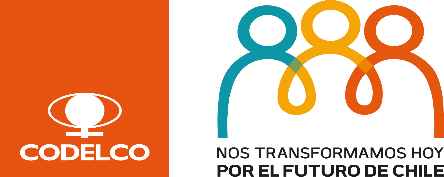 CODELCO
NOS TRANSFORMAMOS HOY
POR EL FUTURO DE CHILE